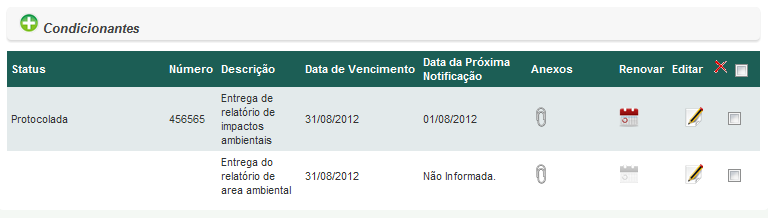 Condicionantes
Status Número Descrição Data de Vencimento Data da Próxima Notificação Anexos Renovar Editar
Protocolada 456565 Entrega de relatório de impactos ambientais 31/08/2012 01/08/2012
Entrega do relatório de area ambiental 31/08/2012 Não Informada.